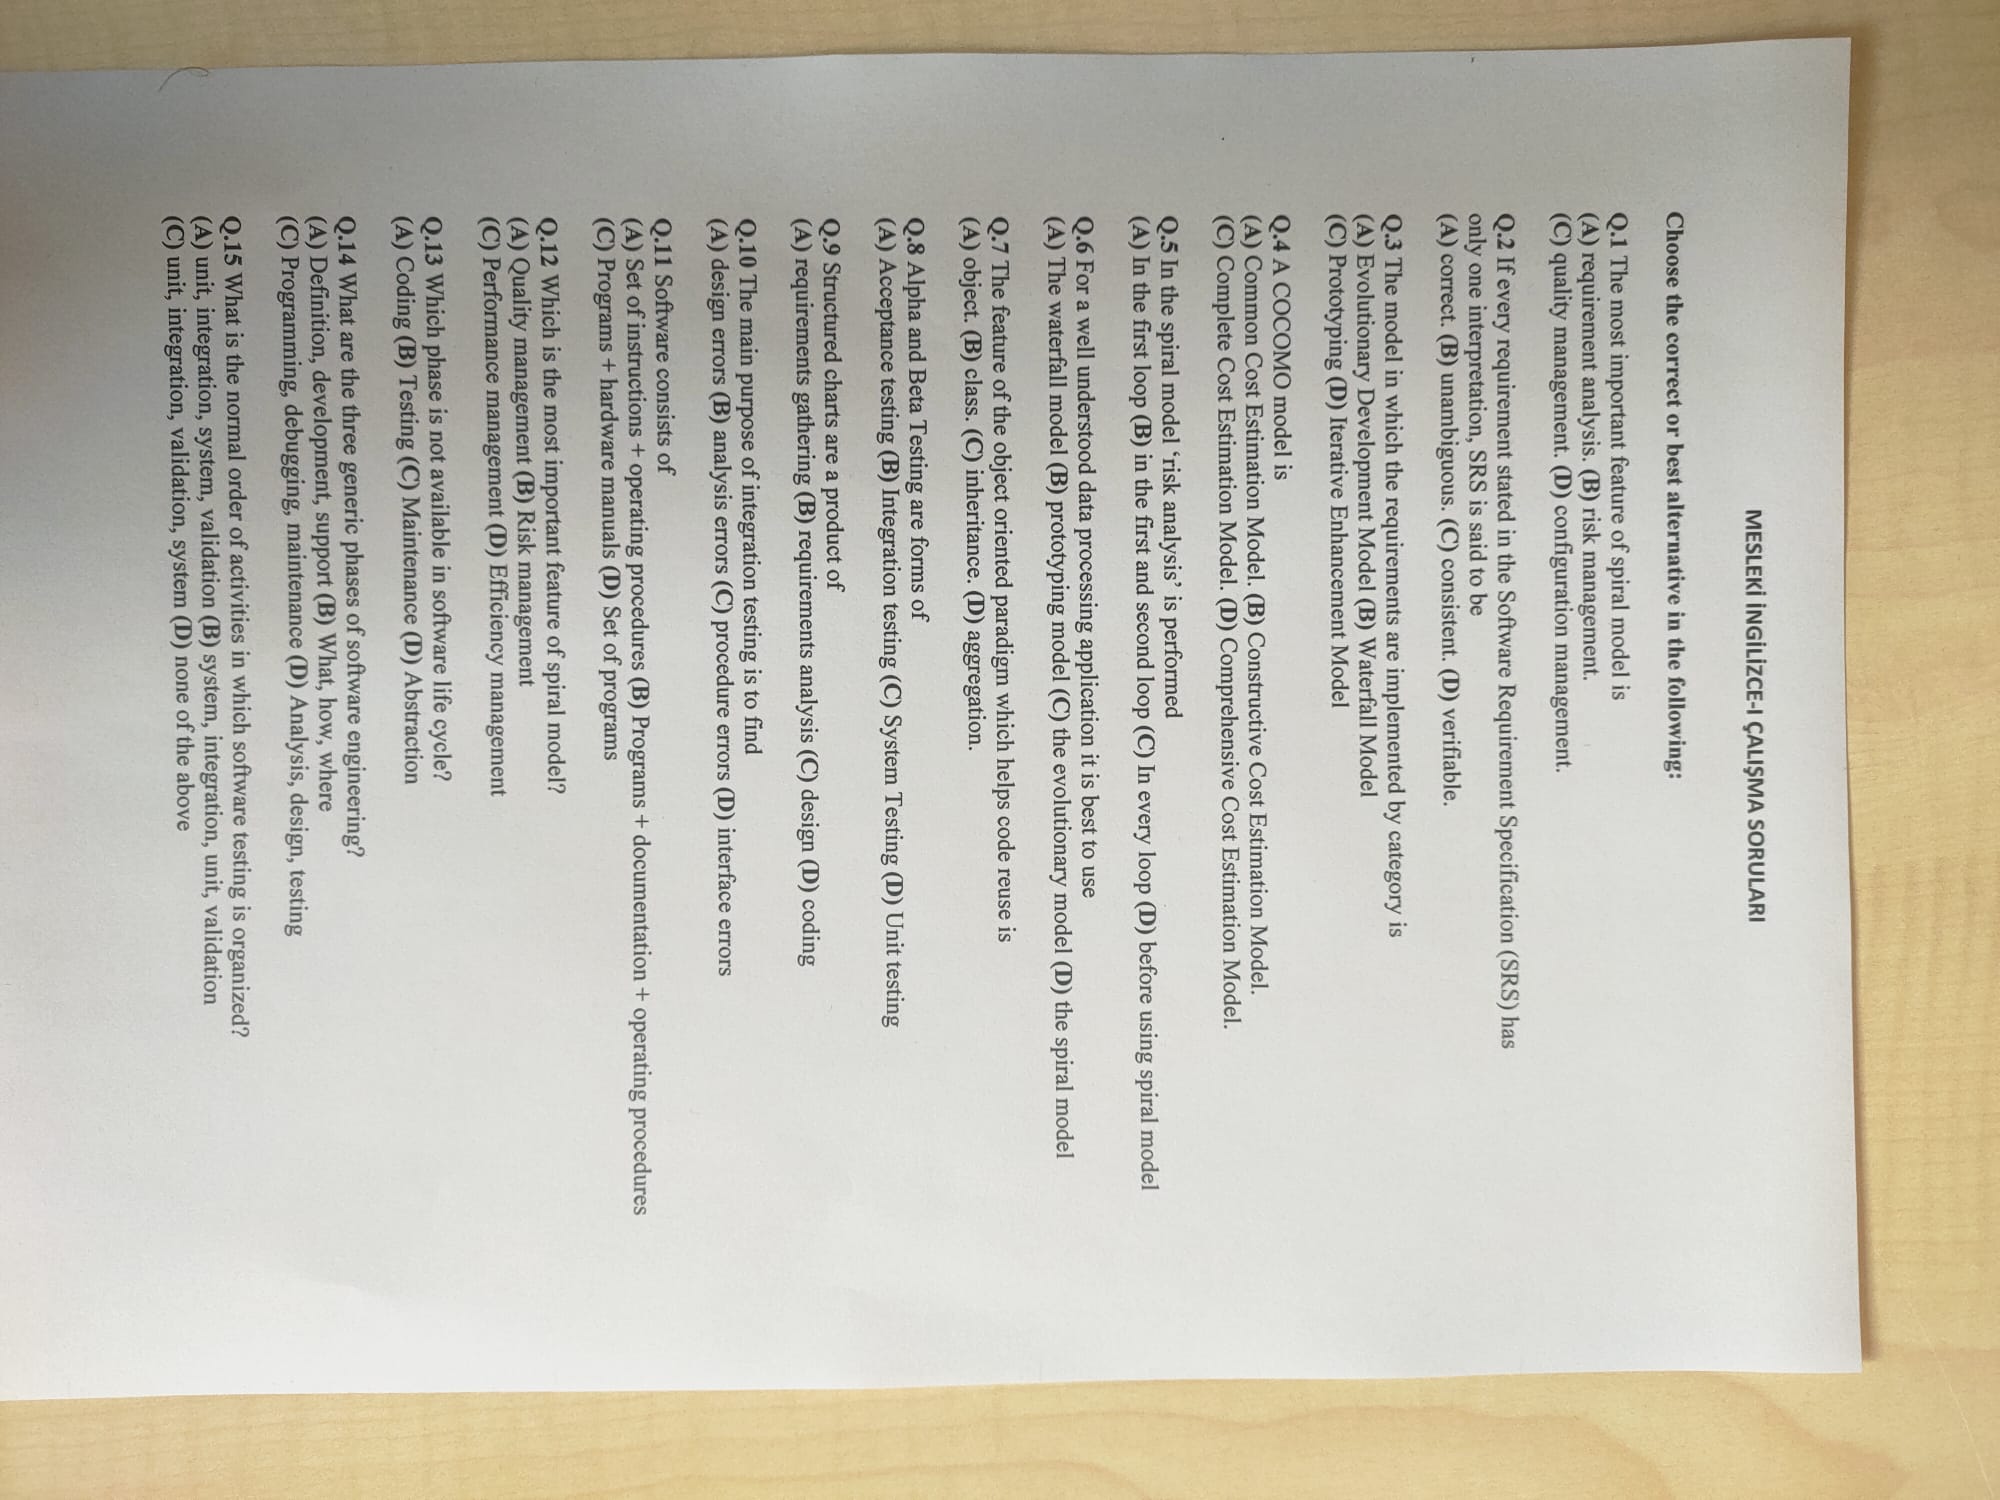 MESLEKİ İNGİLİZCE-I ÇALIŞMA SORULARI
Choose the correct or best alternative in the following:
Q.1 The most important feature of spiral model is
(A) requirement analysis. (B) risk management.
(C) quality management. (D) configuration management.
Q.2 If every requirement stated in the Software Requirement Specification (SRS) has
only one interpretation, SRS is said to be
(A) correct. (B) unambiguous. (C) consistent. (D) verifiable.
Q.3 The model in which the requirements are implemented by category is
(A) Evolutionary Development Model (B) Waterfall Model
(C) Prototyping (D) Iterative Enhancement Model
Q.4 A COCOMO model is
(A) Common Cost Estimation Model. (B) Constructive Cost Estimation Model.
(C) Complete Cost Estimation Model. (D) Comprehensive Cost Estimation Model.
Q.5 In the spiral model ‘risk analysis’ is performed
(A) In the first loop (B) in the first and second loop (C) In every loop (D) before using spiral model
Q.6 For a well understood data processing application it is best to use
(A) The waterfall model (B) prototyping model (C) the evolutionary model (D) the spiral model
Q.7 The feature of the object oriented paradigm which helps code reuse is
(A) object. (B) class. (C) inheritance. (D) aggregation.
Q.8 Alpha and Beta Testing are forms of
(A) Acceptance testing (B) Integration testing (C) System Testing (D) Unit testing
Q.9 Structured charts are a product of
(A) requirements gathering (B) requirements analysis (C) design (D) coding
Q.10 The main purpose of integration testing is to find
(A) design errors (B) analysis errors (C) procedure errors (D) interface errors
Q.11 Software consists of
(A) Set of instructions + operating procedures (B) Programs + documentation + operating procedures
(C) Programs + hardware manuals (D) Set of programs
Q.12 Which is the most important feature of spiral model?
(A) Quality management (B) Risk management
(C) Performance management (D) Efficiency management
Q.13 Which phase is not available in software life cycle?
(A) Coding (B) Testing (C) Maintenance (D) Abstraction
Q.14 What are the three generic phases of software engineering?
(A) Definition, development, support (B) What, how, where
(C) Programming, debugging, maintenance (D) Analysis, design, testing
Q.15 What is the normal order of activities in which software testing is organized?
(A) unit, integration, system, validation (B) system, integration, unit, validation
(C) unit, integration, validation, system (D) none of the above